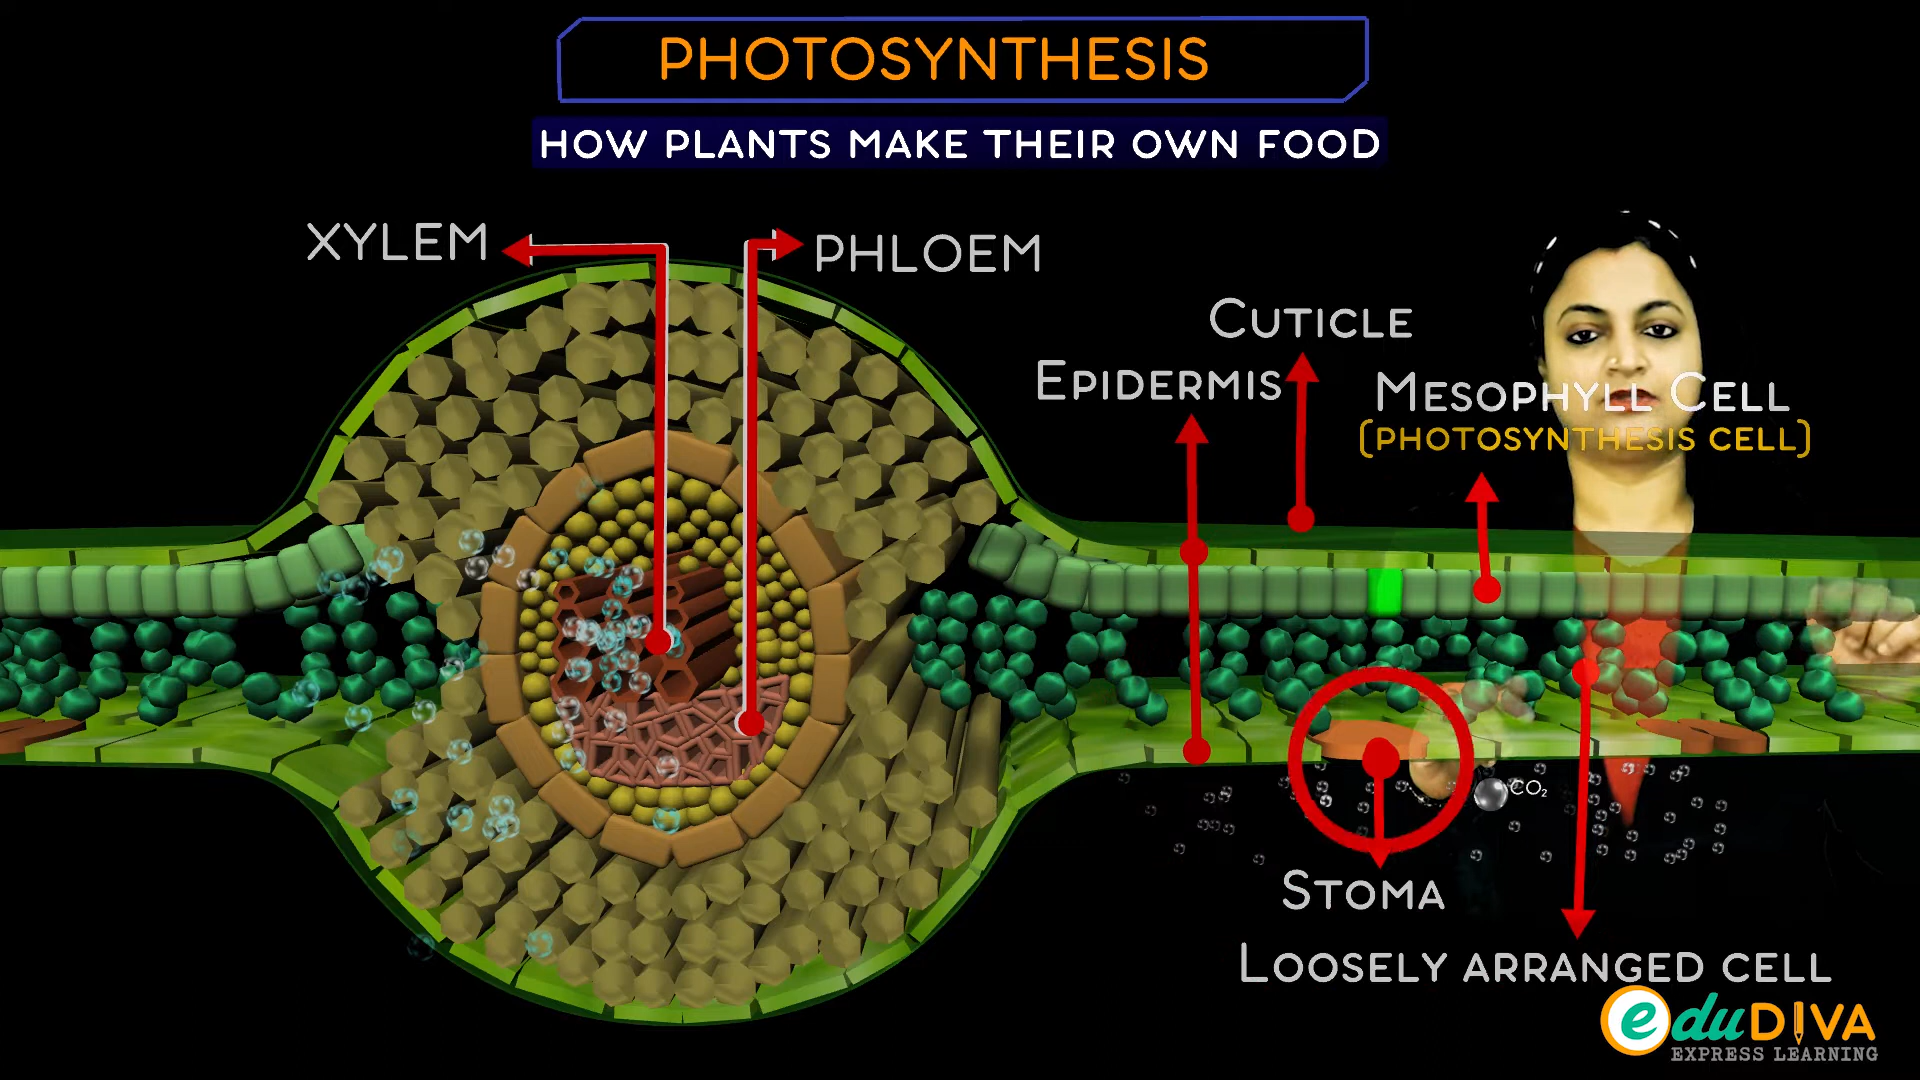 PHOTOSYNTHESIS
HOW PLANTS MAKE THEIR OWN FOOD
XYLEM
PHLOEM
CUTICLE
EPIDERMIS
MESOPHYLL CELL
(PHOTOSYNTHESIS CELL)
CO₂
STOMA
LOOSELY ARRANGED CELL
eduDIVA
EXPRESS LEARNING